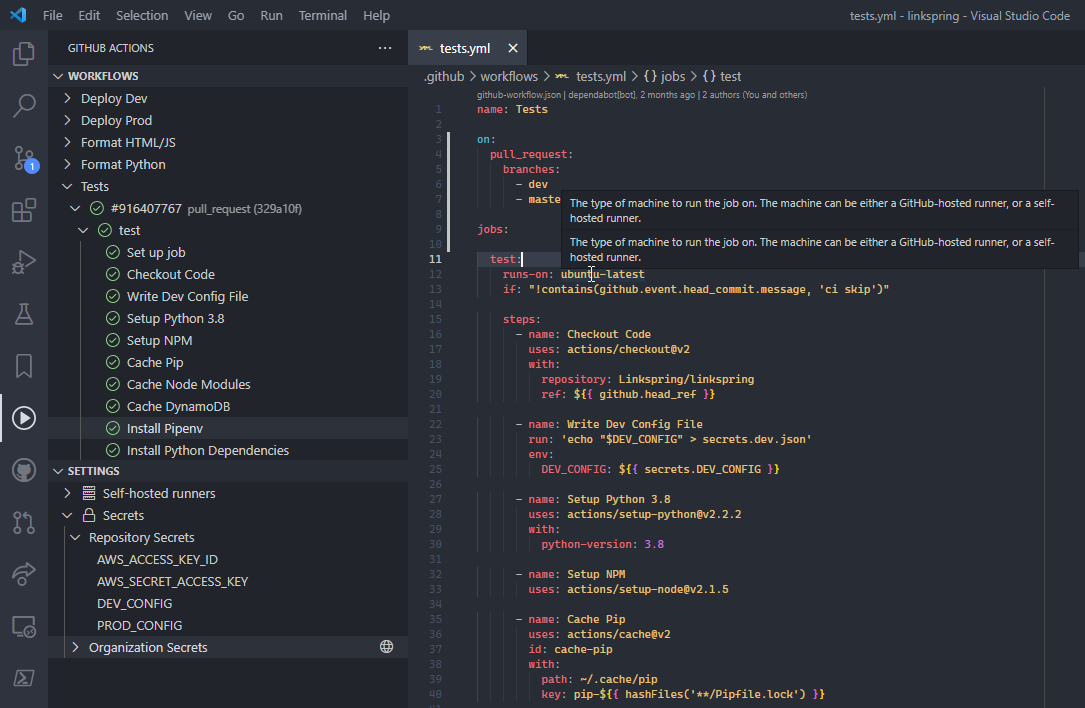 File Edit Selection View Go Run Terminal Help
tests.yml - linkspring - Visual Studio Code
GITHUB ACTIONS
WORKFLOWS
Deploy Dev
Deploy Prod
Format HTML/JS
Format Python
Tests
#916407767 pull_request (329a10f)
test
Set up job
Checkout Code
Write Dev Config File
Setup Python 3.8
Setup NPM
Cache Pip
Cache Node Modules
Cache DynamoDB
Install Pipenv
Install Python Dependencies
SETTINGS
Self-hosted runners
Secrets
Repository Secrets
AWS_ACCESS_KEY_ID
AWS_SECRET_ACCESS_KEY
DEV_CONFIG
PROD_CONFIG
Organization Secrets
1
tests.yml
.github > workflows > tests.yml > {} jobs > {} test
github-workflow.json | dependabot[bot], 2 months ago | 2 authors (You and others)
1 name: Tests
2
3 on:
4 pull_request:
5 branches:
6 - dev
7 - maste
8
9 jobs:
10
11 test:
The type of machine to run the job on. The machine can be either a GitHub-hosted runner, or a self-
hosted runner.
The type of machine to run the job on. The machine can be either a GitHub-hosted runner, or a self-
hosted runner.
12 runs-on: ubuntu-latest
13 if: "!contains(github.event.head_commit.message, 'ci skip')"
14
15 steps:
16 - name: Checkout Code
17 uses: actions/checkout@v2
18 with:
19 repository: Linkspring/linkspring
20 ref: ${{ github.head_ref }}
21
22 - name: Write Dev Config File
23 run: 'echo "$DEV_CONFIG" > secrets.dev.json'
24 env:
25 DEV_CONFIG: ${{ secrets.DEV_CONFIG }}
26
27 - name: Setup Python 3.8
28 uses: actions/setup-python@v2.2.2
29 with:
30 python-version: 3.8
31
32 - name: Setup NPM
33 uses: actions/setup-node@v2.1.5
34
35 - name: Cache Pip
36 uses: actions/cache@v2
37 id: cache-pip
38 with:
39 path: ~/.cache/pip
40 key: pip-${{ hashFiles('**/Pipfile.lock') }}